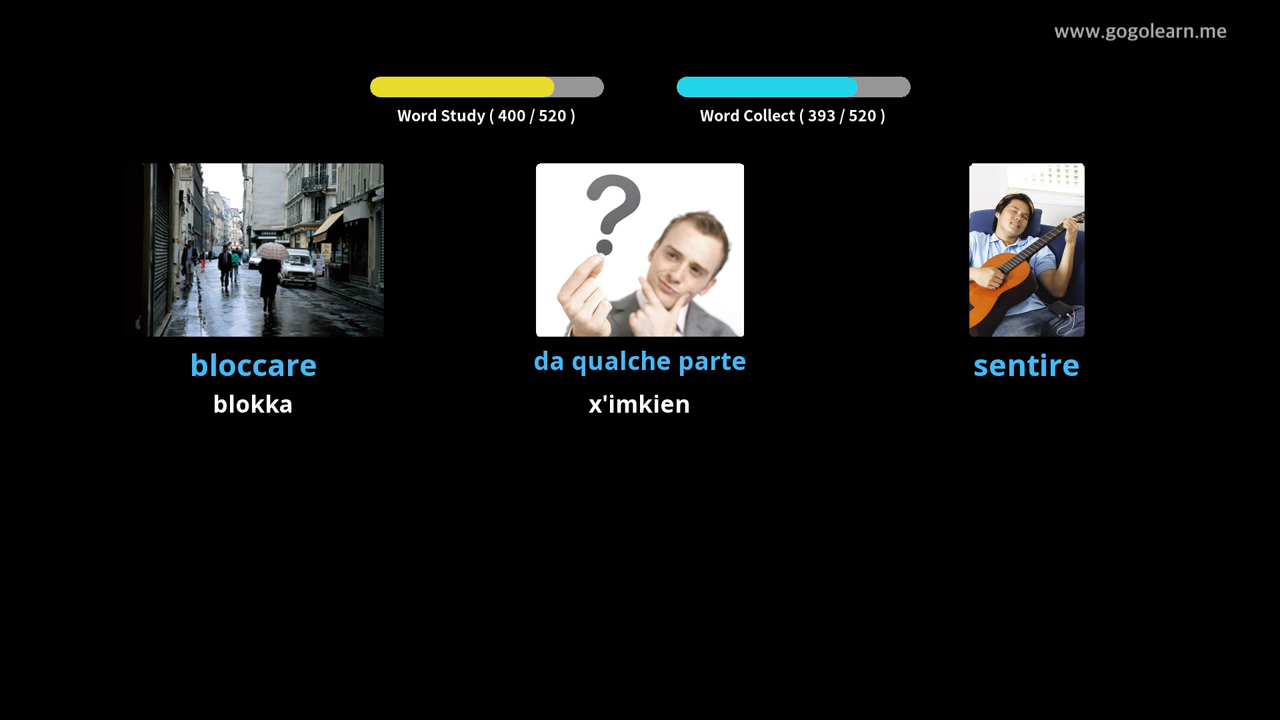 www.gogolearn.me
Word Study ( 400 / 520 )
Word Collect ( 393 / 520 )
bloccare
blokka
da qualche parte
x'imkien
sentire